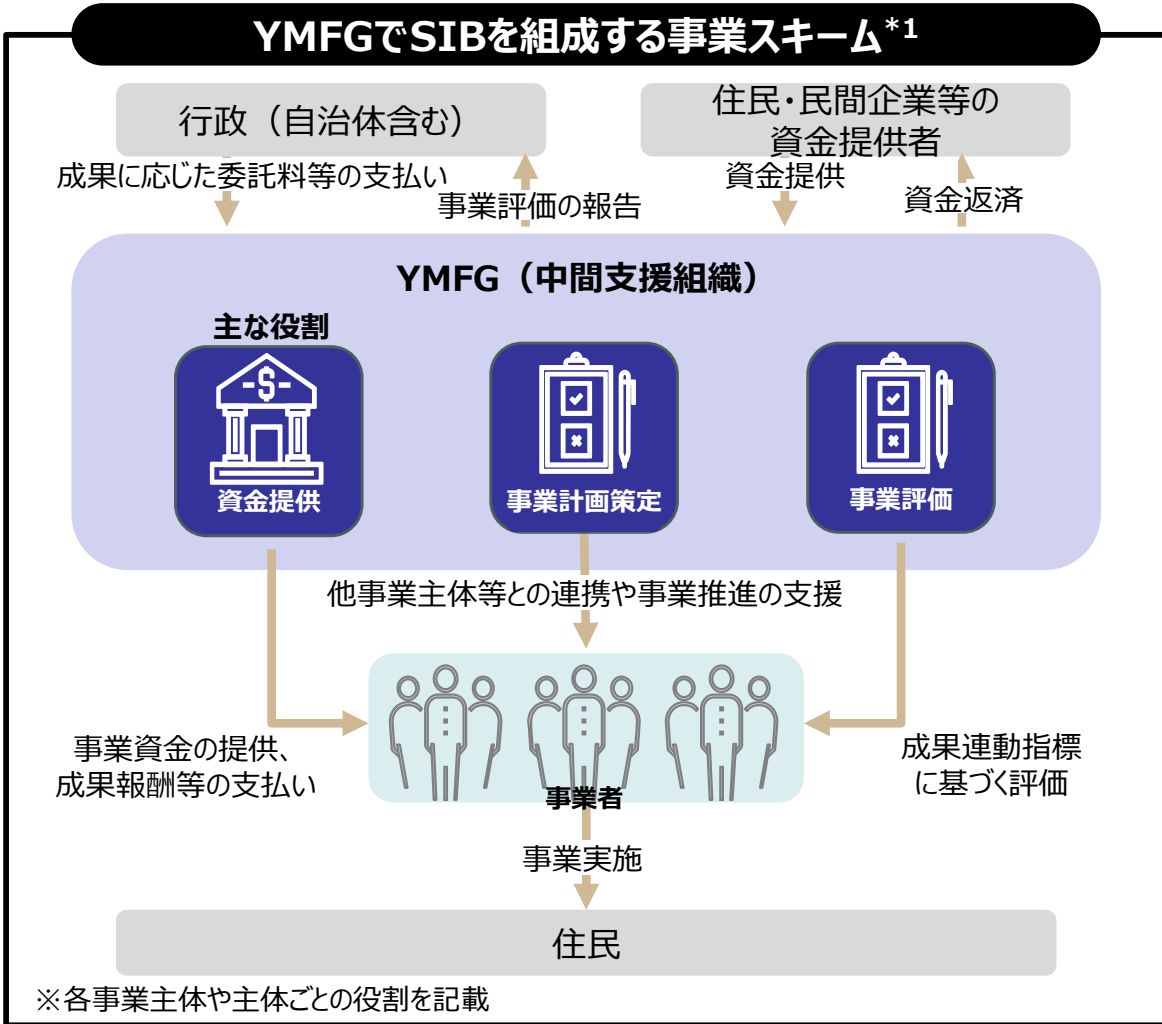 YMFGでSIBを組成する事業スキーム*1
行政（自治体含む）
住民・民間企業等の
資金提供者
成果に応じた委託料等の支払い
事業評価の報告
資金提供
資金返済
YMFG（中間支援組織）
主な役割
-$-
資金提供
事業計画策定
事業評価
他事業主体等との連携や事業推進の支援
事業資金の提供、
成果報酬等の支払い
事業者
成果連動指標
に基づく評価
事業実施
住民
※各事業主体や主体ごとの役割を記載